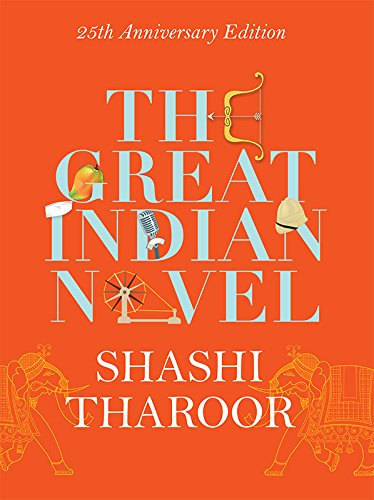 25th Anniversary Edition
THE
GREAT
INDIAN
NOVEL
SHASHI
THAROOR